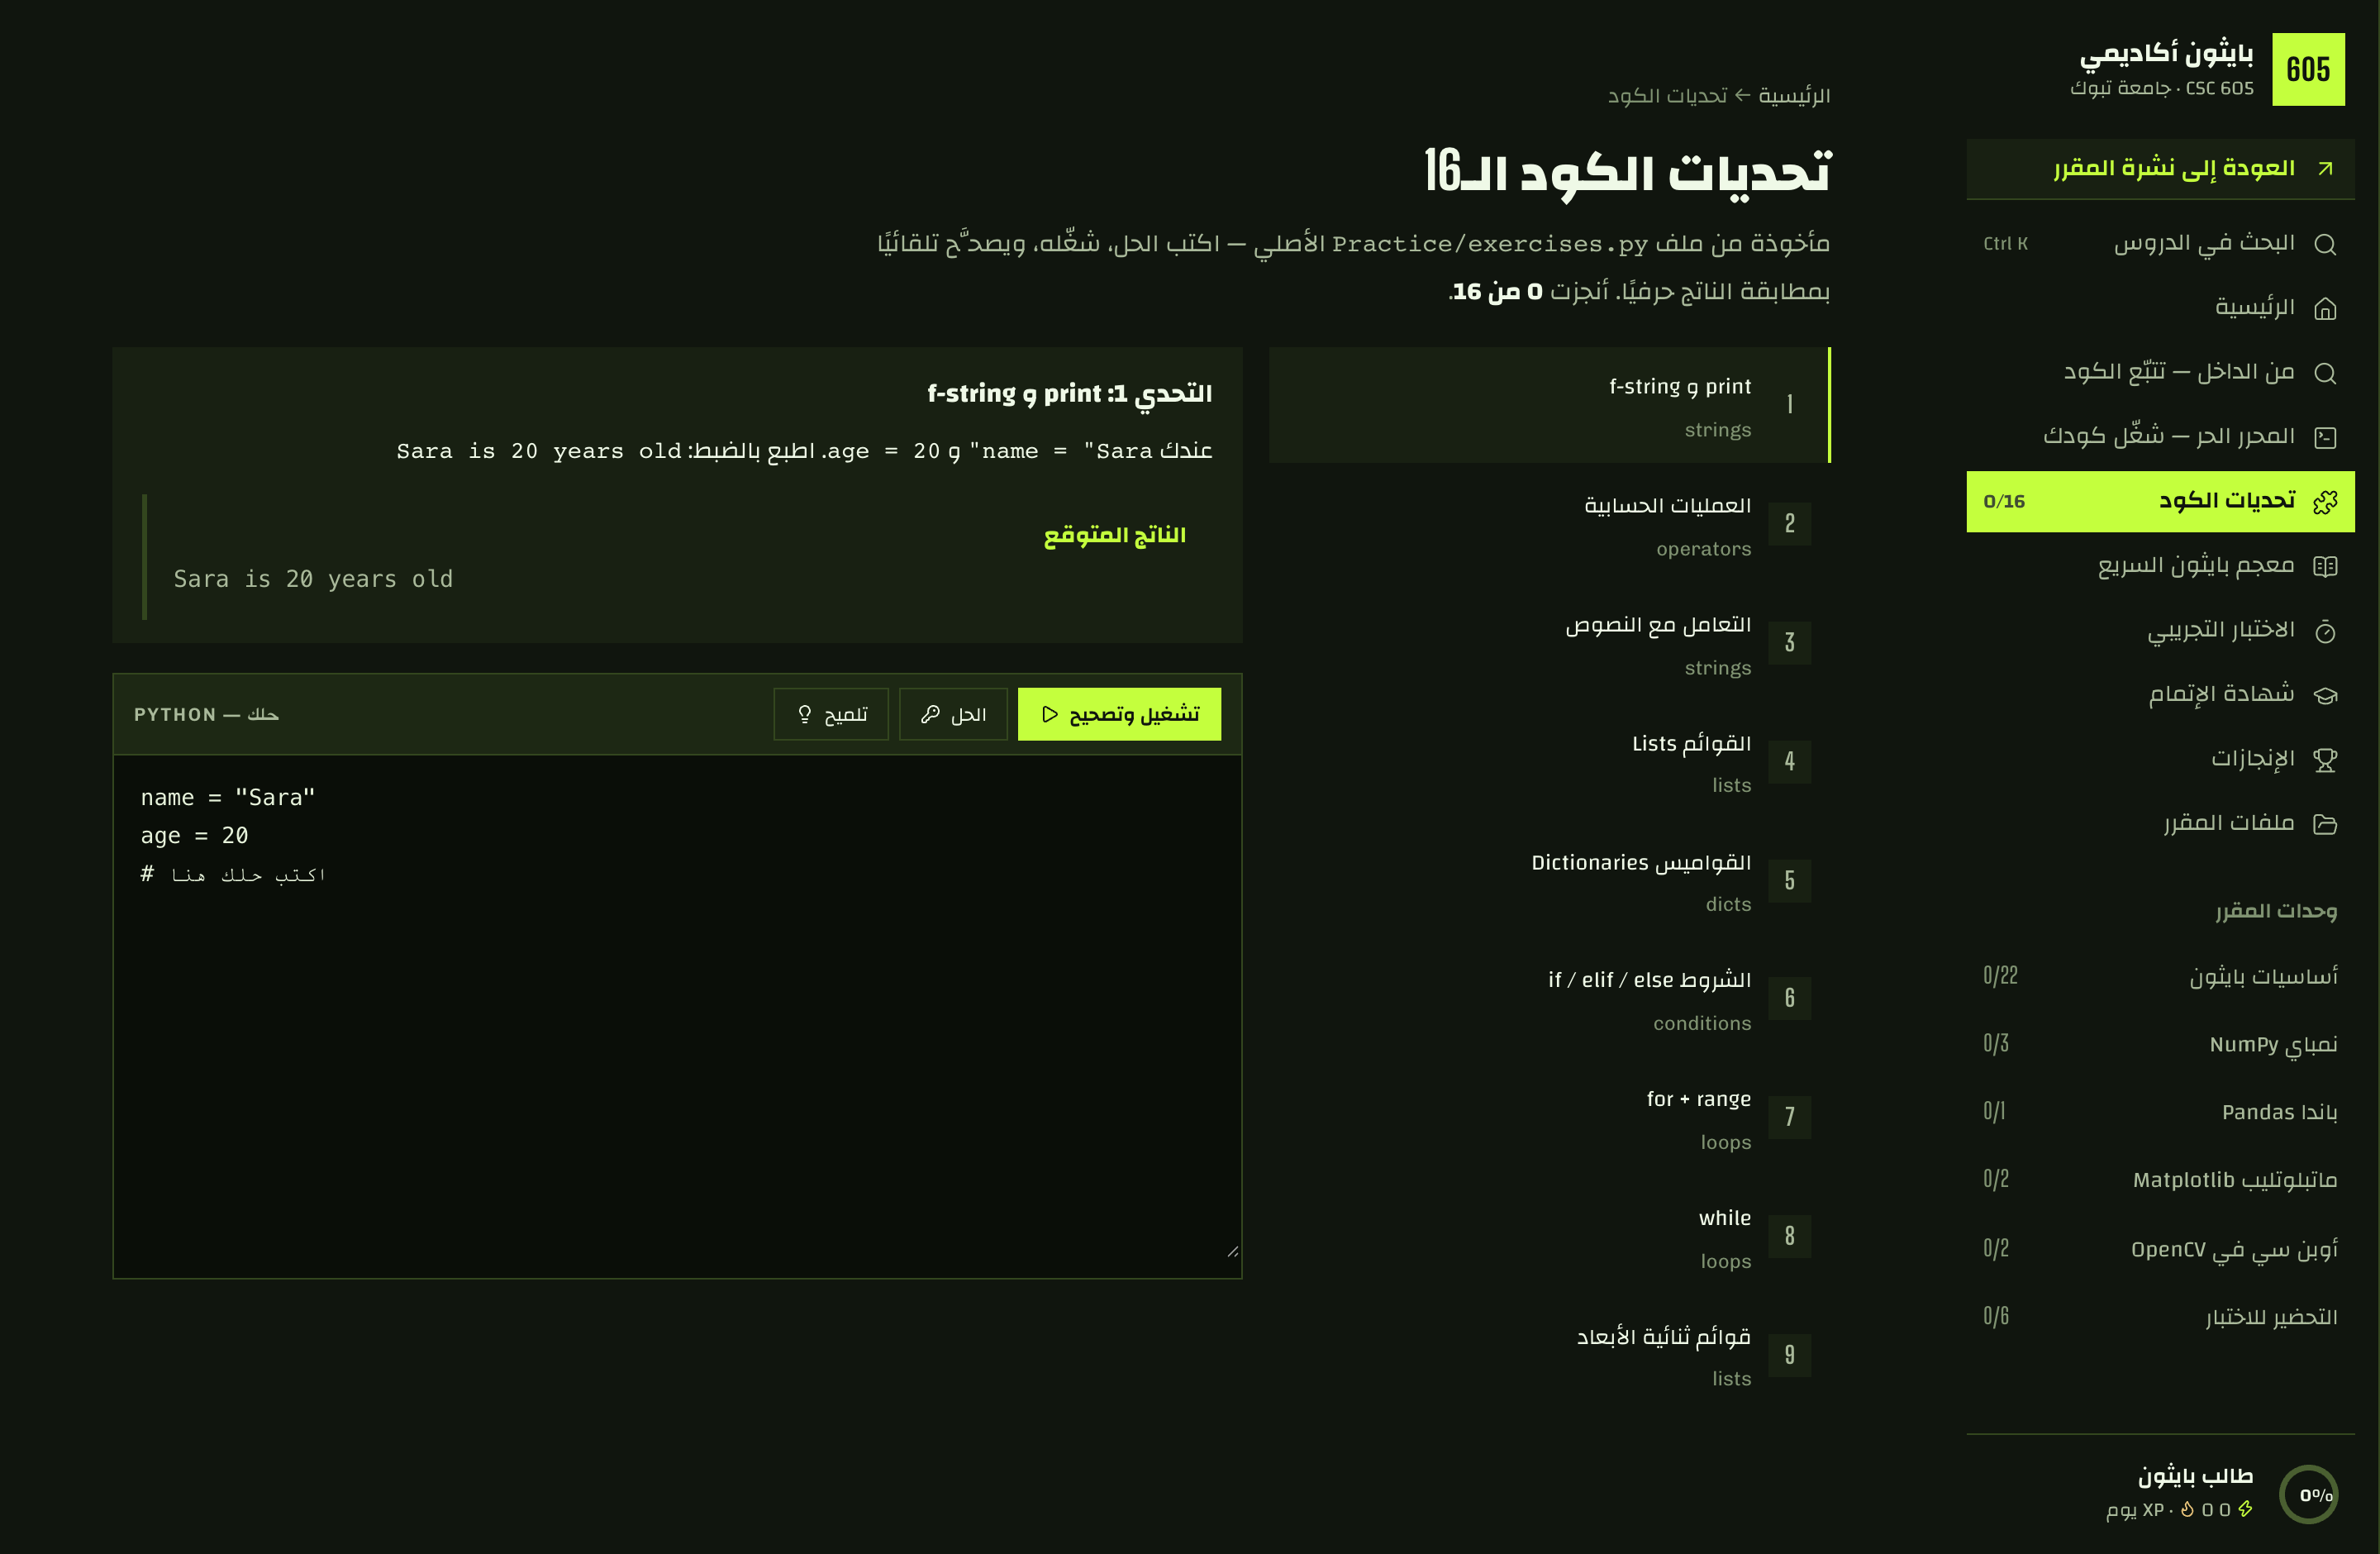 605
بايثون أكاديمي
CSC 605 · جامعة تبوك
العودة إلى نشرة المقرر
البحث في الدروس Ctrl K
الرئيسية
من الداخل — تتبّع الكود
المحرر الحر — شغّل كودك
تحديات الكود 0/16
معجم بايثون السريع
الاختبار التجريبي
شهادة الإتمام
الإنجازات
ملفات المقرر
وحدات المقرر
أساسيات بايثون 0/22
نمباي NumPy 0/3
باندا Pandas 0/1
ماتبلوتليب Matplotlib 0/2
أوبن سي في OpenCV 0/2
التحضير للاختبار 0/6
0%
طالب بايثون
0 XP · 0 يوم
الرئيسية ← تحديات الكود
تحديات الكود الـ16
مأخوذة من ملف Practice/exercises.py الأصلي — اكتب الحل، شغّله، ويصحَّح تلقائيًا
بمطابقة الناتج حرفيًا. أنجزت 0 من 16.
1
print و f-string
strings
2
العمليات الحسابية
operators
3
التعامل مع النصوص
strings
4
القوائم Lists
lists
5
القواميس Dictionaries
dicts
6
الشروط if / elif / else
conditions
7
for + range
loops
8
while
loops
9
قوائم ثنائية الأبعاد
lists
التحدي 1: print و f-string
عندك name = "Sara" و age = 20. اطبع بالضبط: Sara is 20 years old
الناتج المتوقع
Sara is 20 years old
تشغيل وتصحيح
الحل
تلميح
PYTHON — حلك
name = "Sara"
age = 20
# اكتب حلك هنا